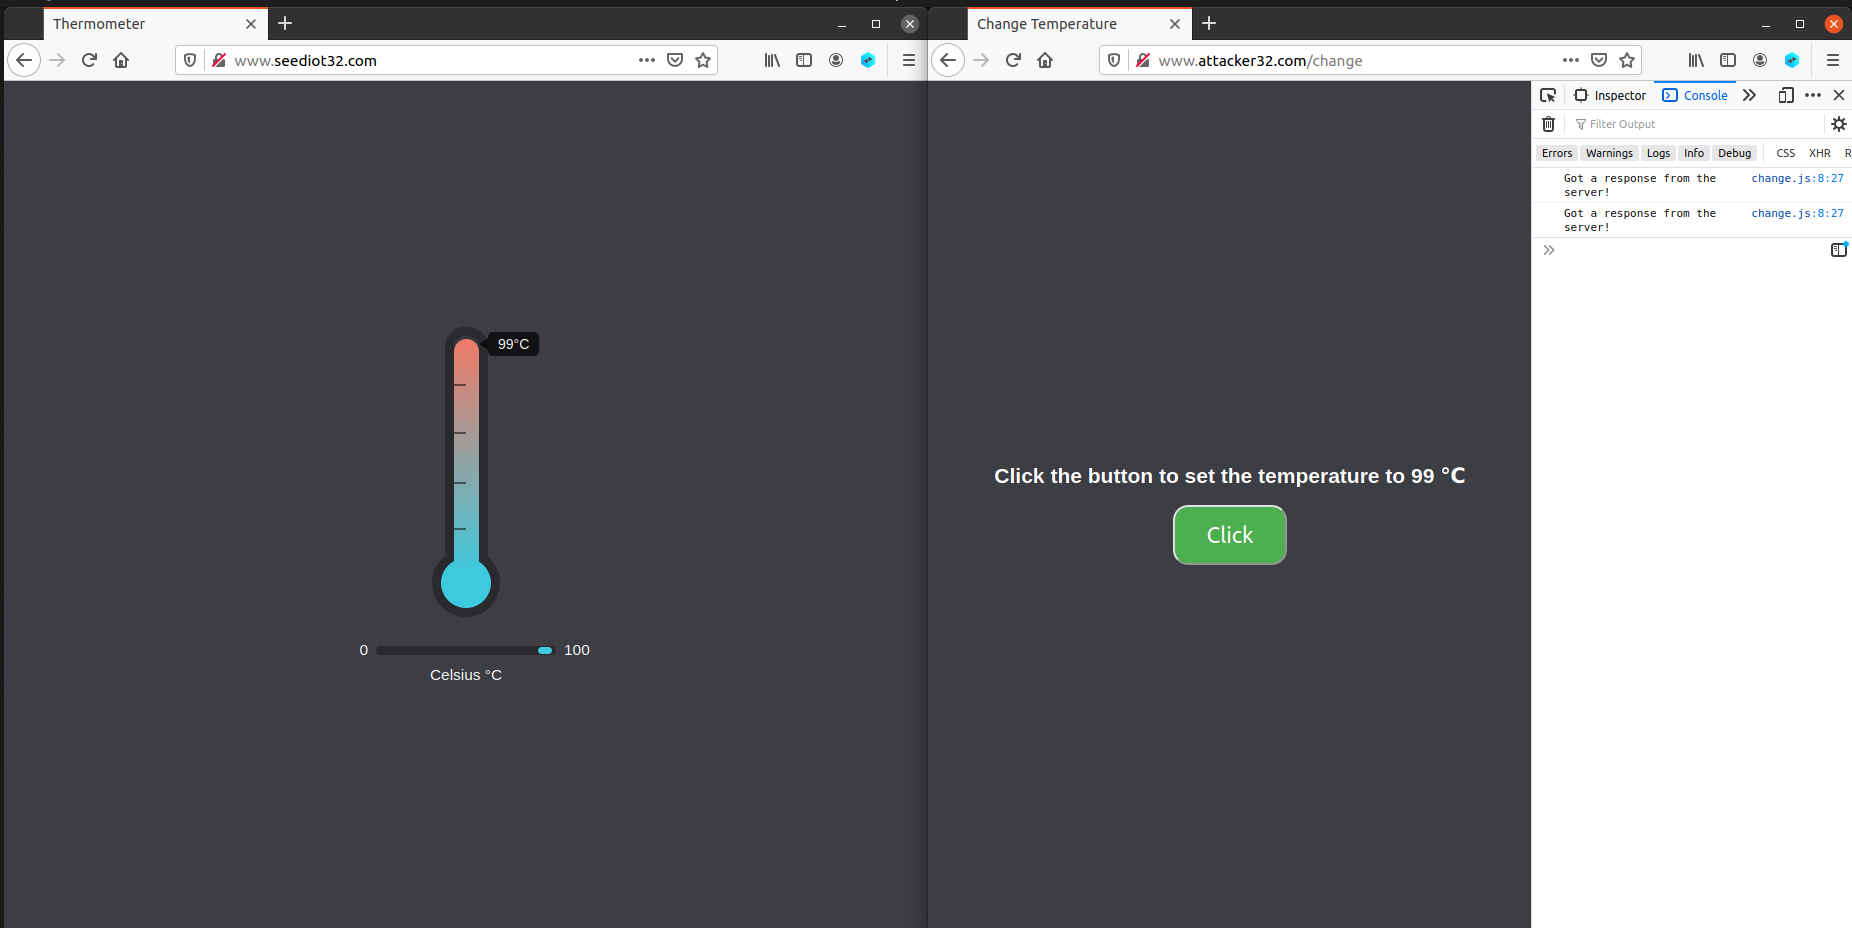 Thermometer
www.seediot32.com
99°C
0
100
Celsius °C
Change Temperature
www.attacker32.com/change
Click the button to set the temperature to 99 °C
Click
Inspector
Console
Filter Output
Errors
Warnings
Logs
Info
Debug
CSS
XHR
R
Got a response from the change.js:8:27
server!
Got a response from the change.js:8:27
server!